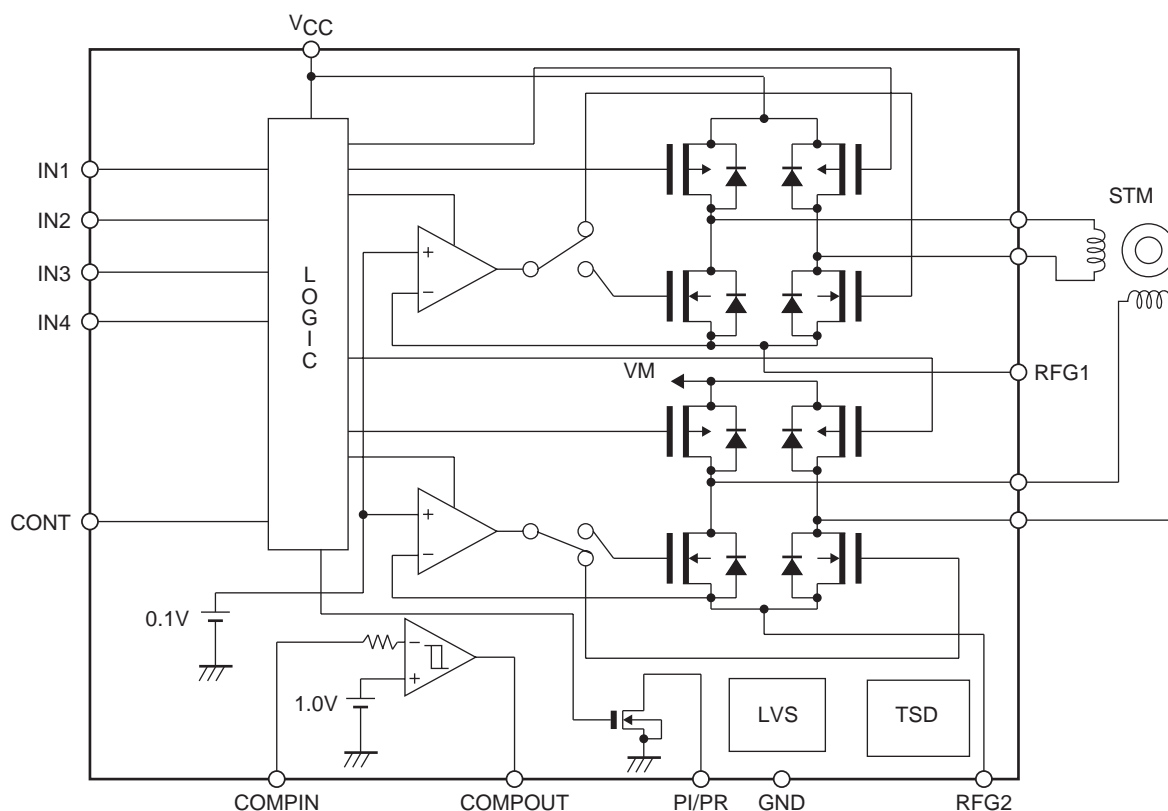 VCC
IN1
IN2
IN3
IN4
CONT
LOGIC
STM
RFG1
VM
+
−
+
−
0.1V
1.0V
−
+
LVS
TSD
COMPIN
COMPOUT
PI/PR
GND
RFG2